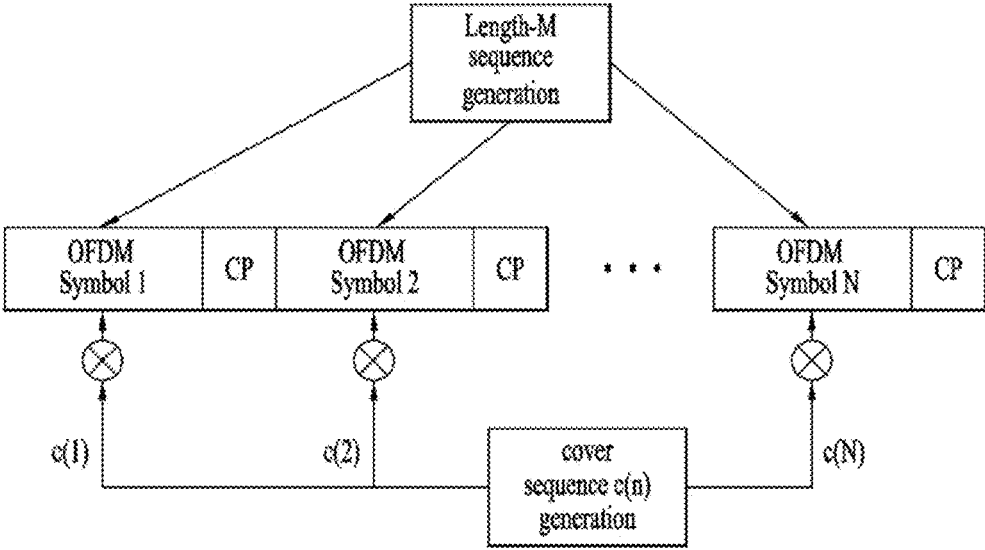 Length-M
sequence
generation
OFDM
Symbol 1
CP
OFDM
Symbol 2
CP
OFDM
Symbol N
CP
c(1)
c(2)
c(N)
cover
sequence c(n)
generation